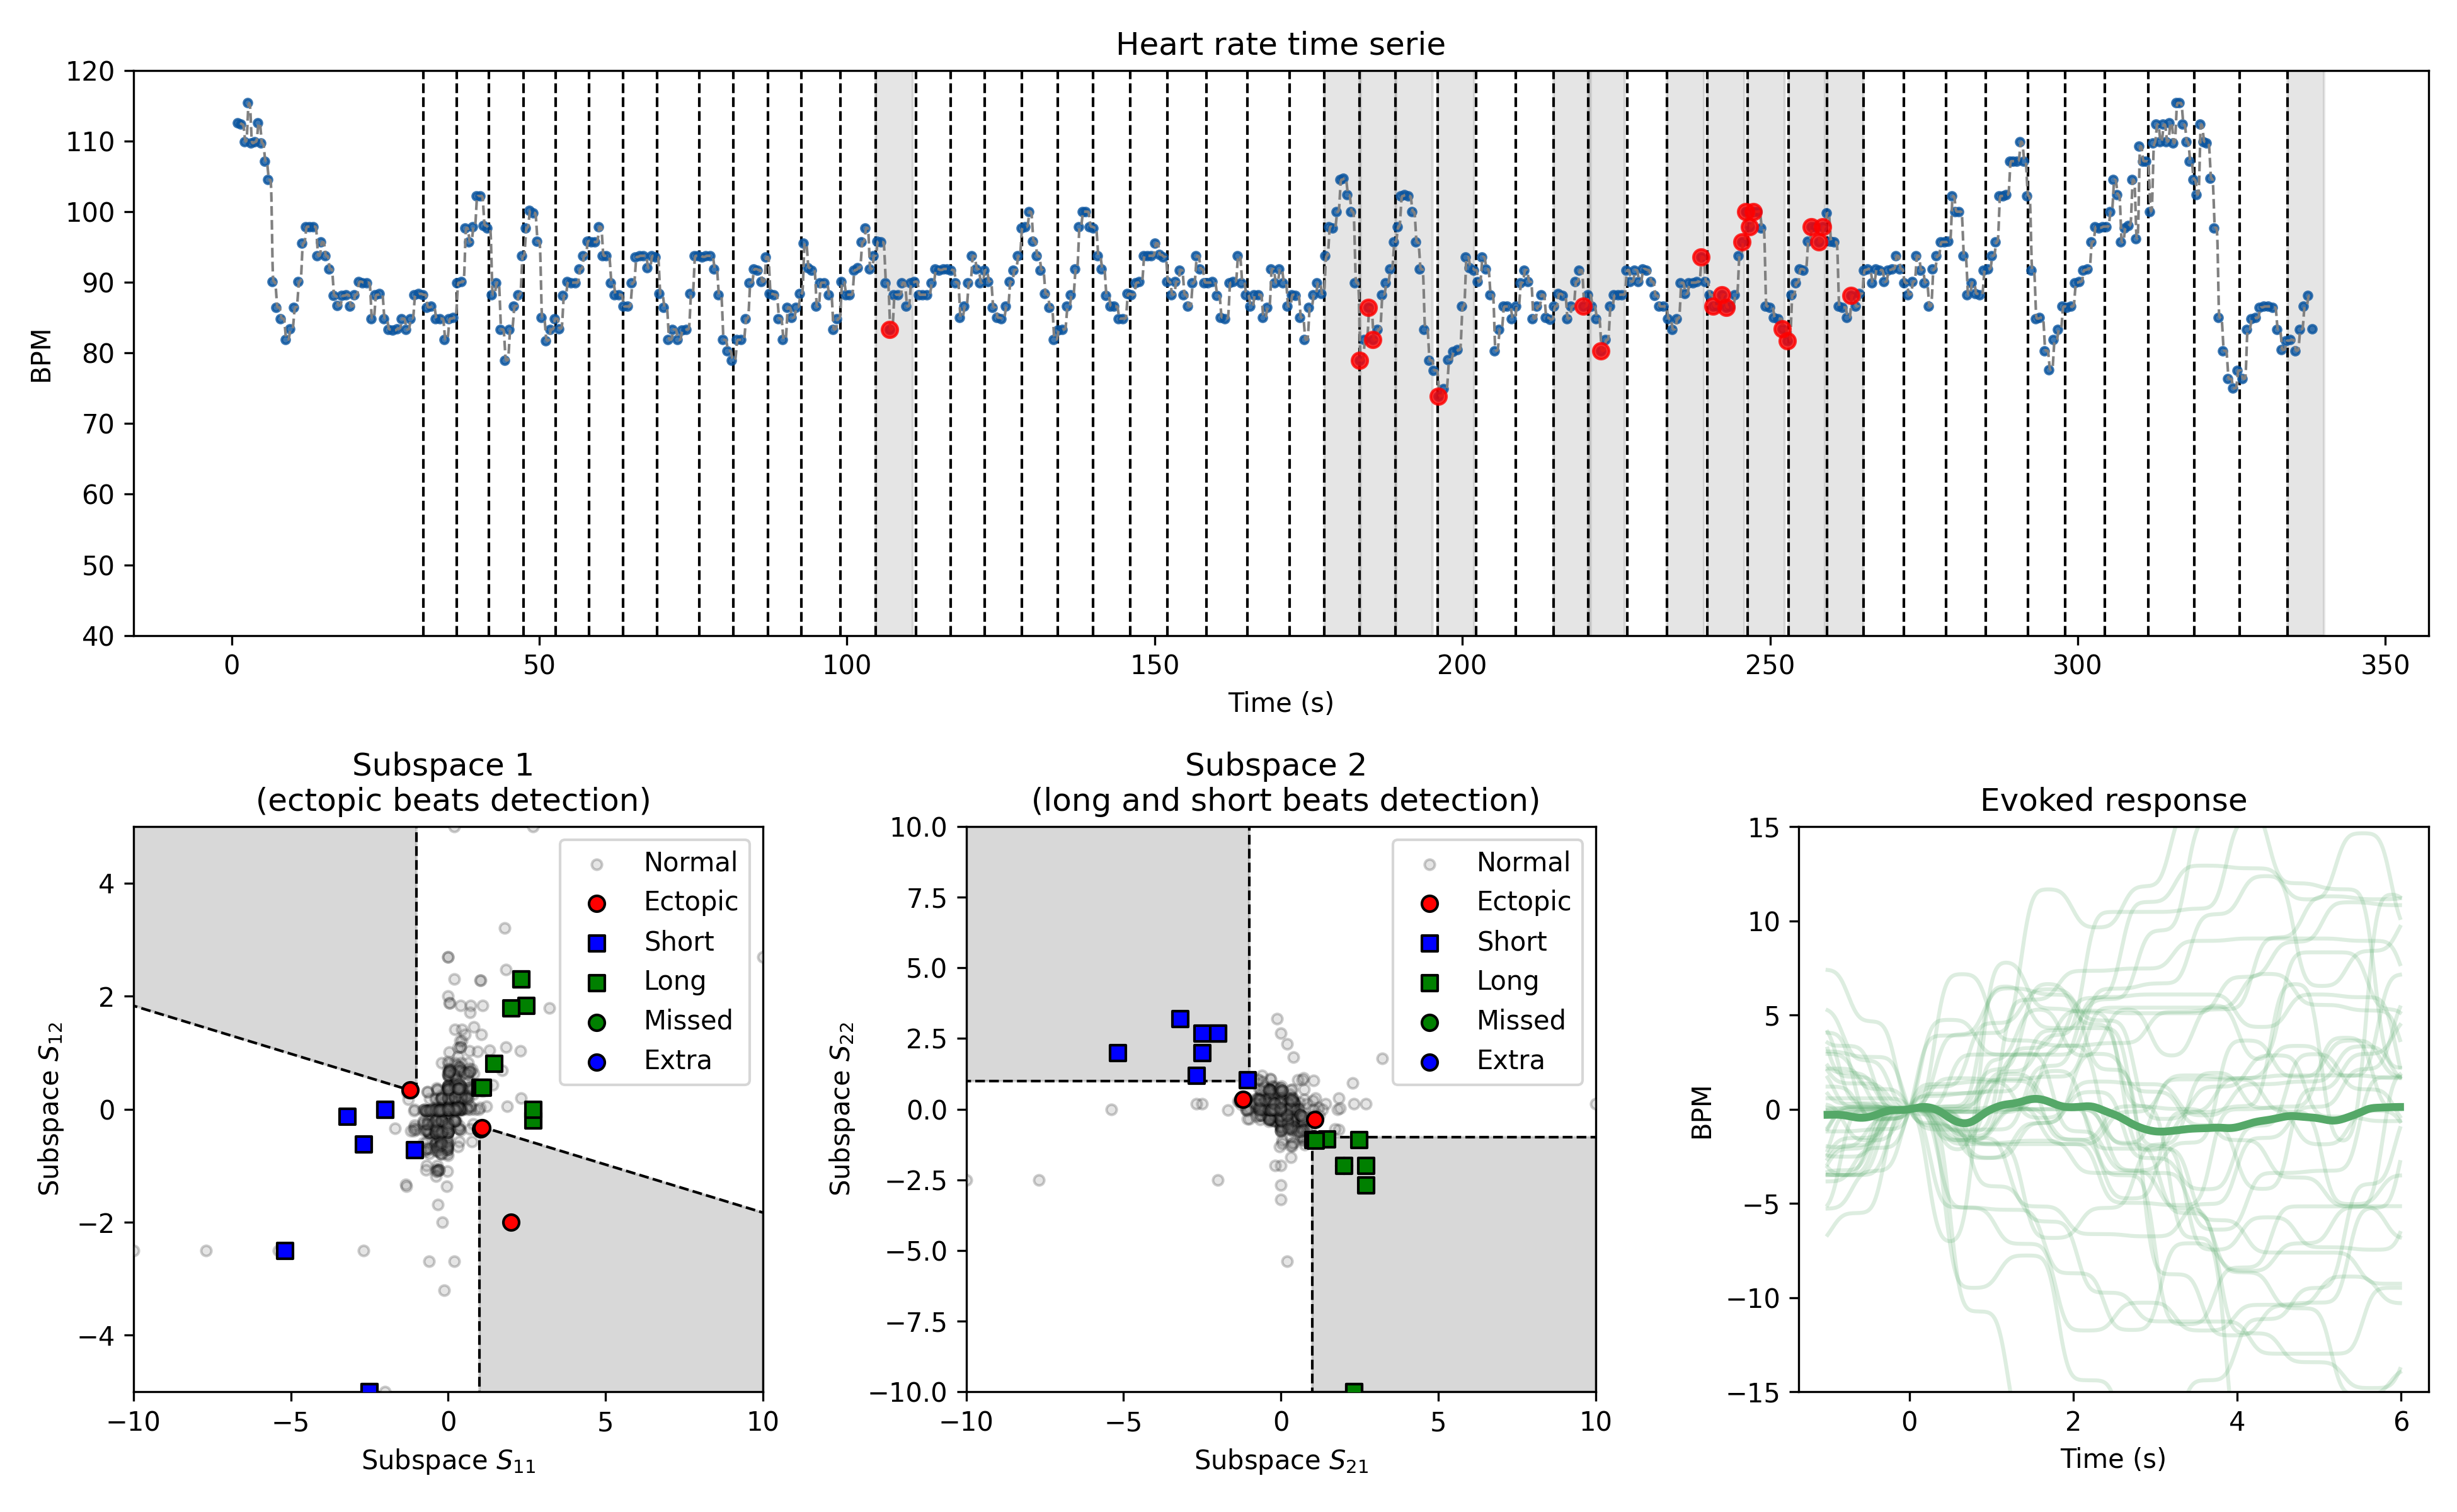 Heart rate time serie
120
110
100
90
80
70
60
50
40
BPM
0 50 100 150 200 250 300 350
Time (s)
Subspace 1
(ectopic beats detection)
4
2
0
−2
−4
Subspace S12
−10 −5 0 5 10
Subspace S11
Normal
Ectopic
Short
Long
Missed
Extra
Subspace 2
(long and short beats detection)
10.0
7.5
5.0
2.5
0.0
−2.5
−5.0
−7.5
−10.0
Subspace S22
−10 −5 0 5 10
Subspace S21
Normal
Ectopic
Short
Long
Missed
Extra
Evoked response
15
10
5
0
−5
−10
−15
BPM
0 2 4 6
Time (s)